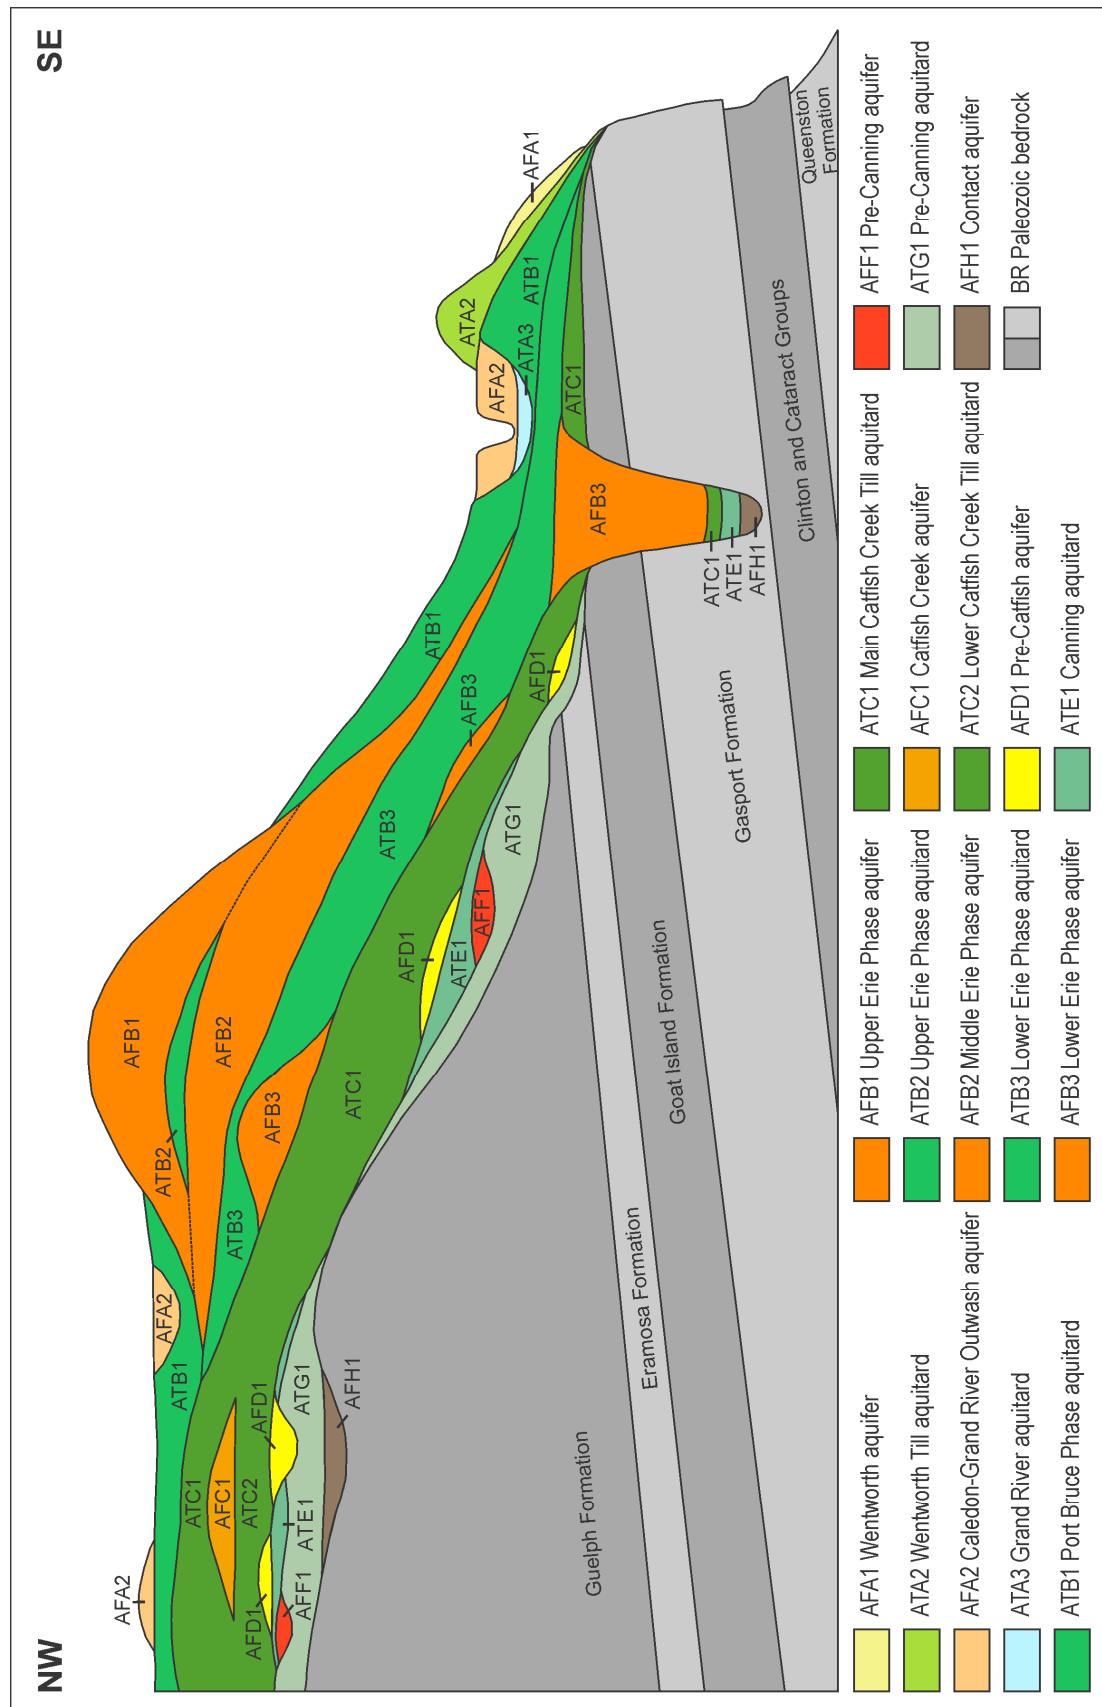 NW
SE
AFA2
AFA2
ATB1
ATB2
AFB1
AFB2
ATB3
AFB3
ATC1
AFC1
ATC2
AFD1
AFD1
AFF1
ATE1
ATG1
AFH1
ATC1
AFD1
ATE1
AFF1
ATG1
ATB3
AFB3
ATB1
AFD1
AFB3
ATC1
ATE1
AFH1
AFA2
ATA3
ATA2
ATB1
AFA1
ATC1
Guelph Formation
Eramosa Formation
Goat Island Formation
Gasport Formation
Clinton and Cataract Groups
Queenston
Formation
AFA1 Wentworth aquifer
ATA2 Wentworth Till aquitard
AFA2 Caledon-Grand River Outwash aquifer
ATA3 Grand River aquitard
ATB1 Port Bruce Phase aquitard
AFB1 Upper Erie Phase aquifer
ATB2 Upper Erie Phase aquitard
AFB2 Middle Erie Phase aquifer
ATB3 Lower Erie Phase aquitard
AFB3 Lower Erie Phase aquifer
ATC1 Main Catfish Creek Till aquitard
AFC1 Catfish Creek aquifer
ATC2 Lower Catfish Creek Till aquitard
AFD1 Pre-Catfish aquifer
ATE1 Canning aquitard
AFF1 Pre-Canning aquifer
ATG1 Pre-Canning aquitard
AFH1 Contact aquifer
BR Paleozoic bedrock